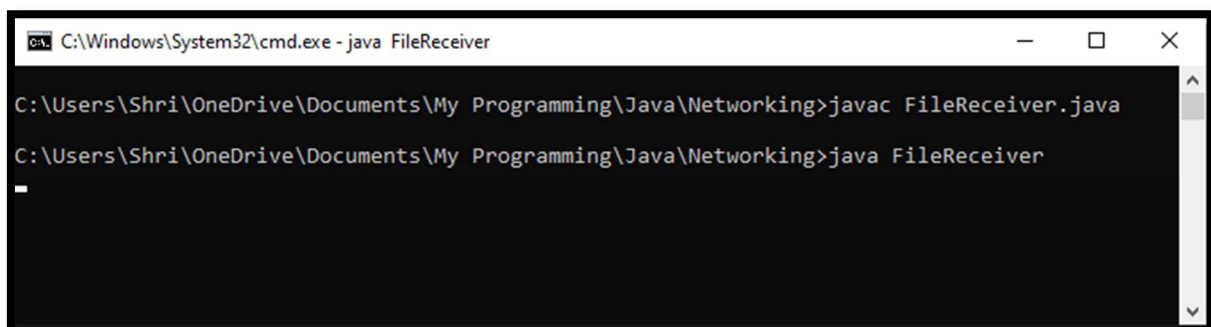 C:\Windows\System32\cmd.exe - java  FileReceiver
C:\Users\Shri\OneDrive\Documents\My Programming\Java\Networking>javac FileReceiver.java
C:\Users\Shri\OneDrive\Documents\My Programming\Java\Networking>java FileReceiver